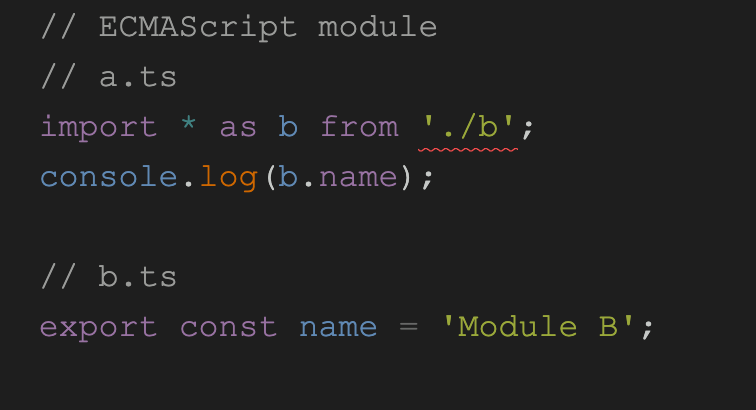 // ECMAScript module
// a.ts
import * as b from './b';
console.log(b.name);
// b.ts
export const name = 'Module B';